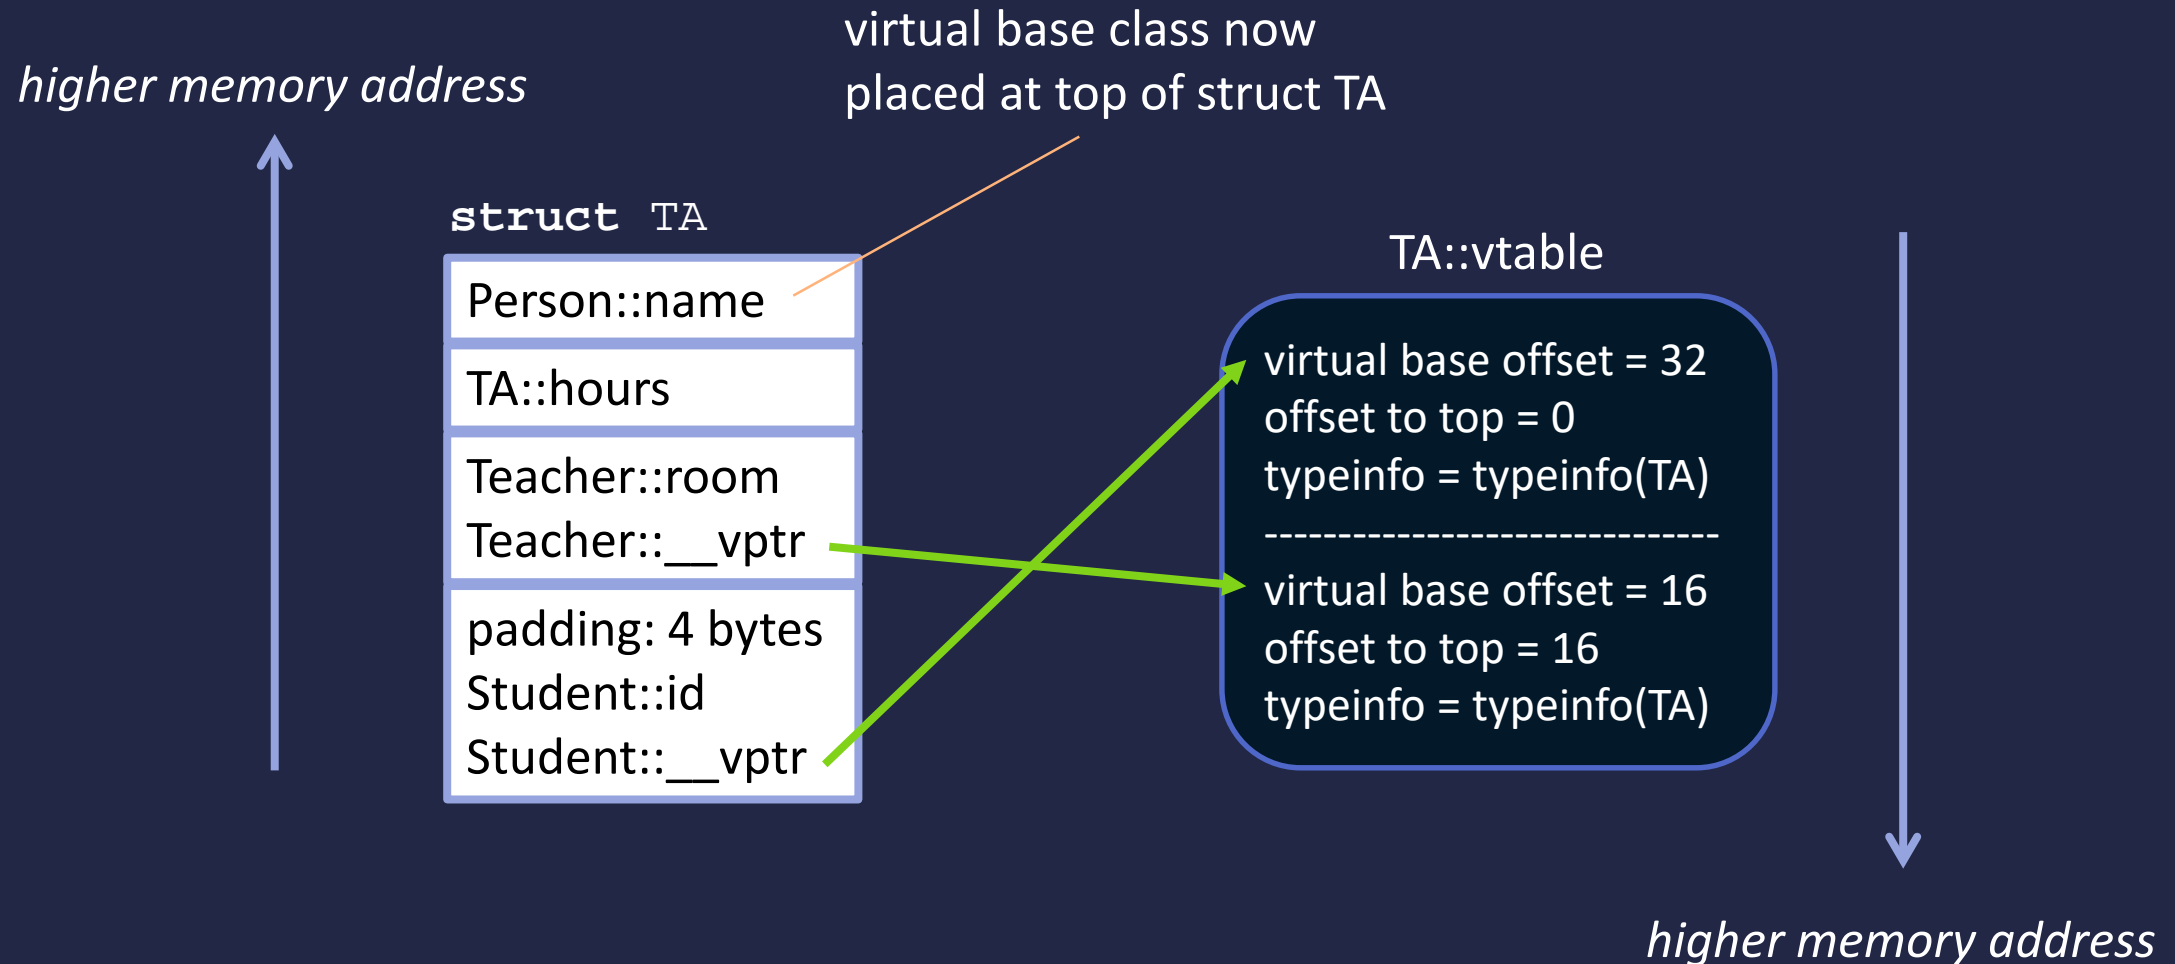 virtual base class now
placed at top of struct TA
higher memory address
struct TA
Person::name
TA::hours
Teacher::room
Teacher::__vptr
padding: 4 bytes
Student::id
Student::__vptr
TA::vtable
virtual base offset = 32
offset to top = 0
typeinfo = typeinfo(TA)
-------------------------------
virtual base offset = 16
offset to top = 16
typeinfo = typeinfo(TA)
higher memory address